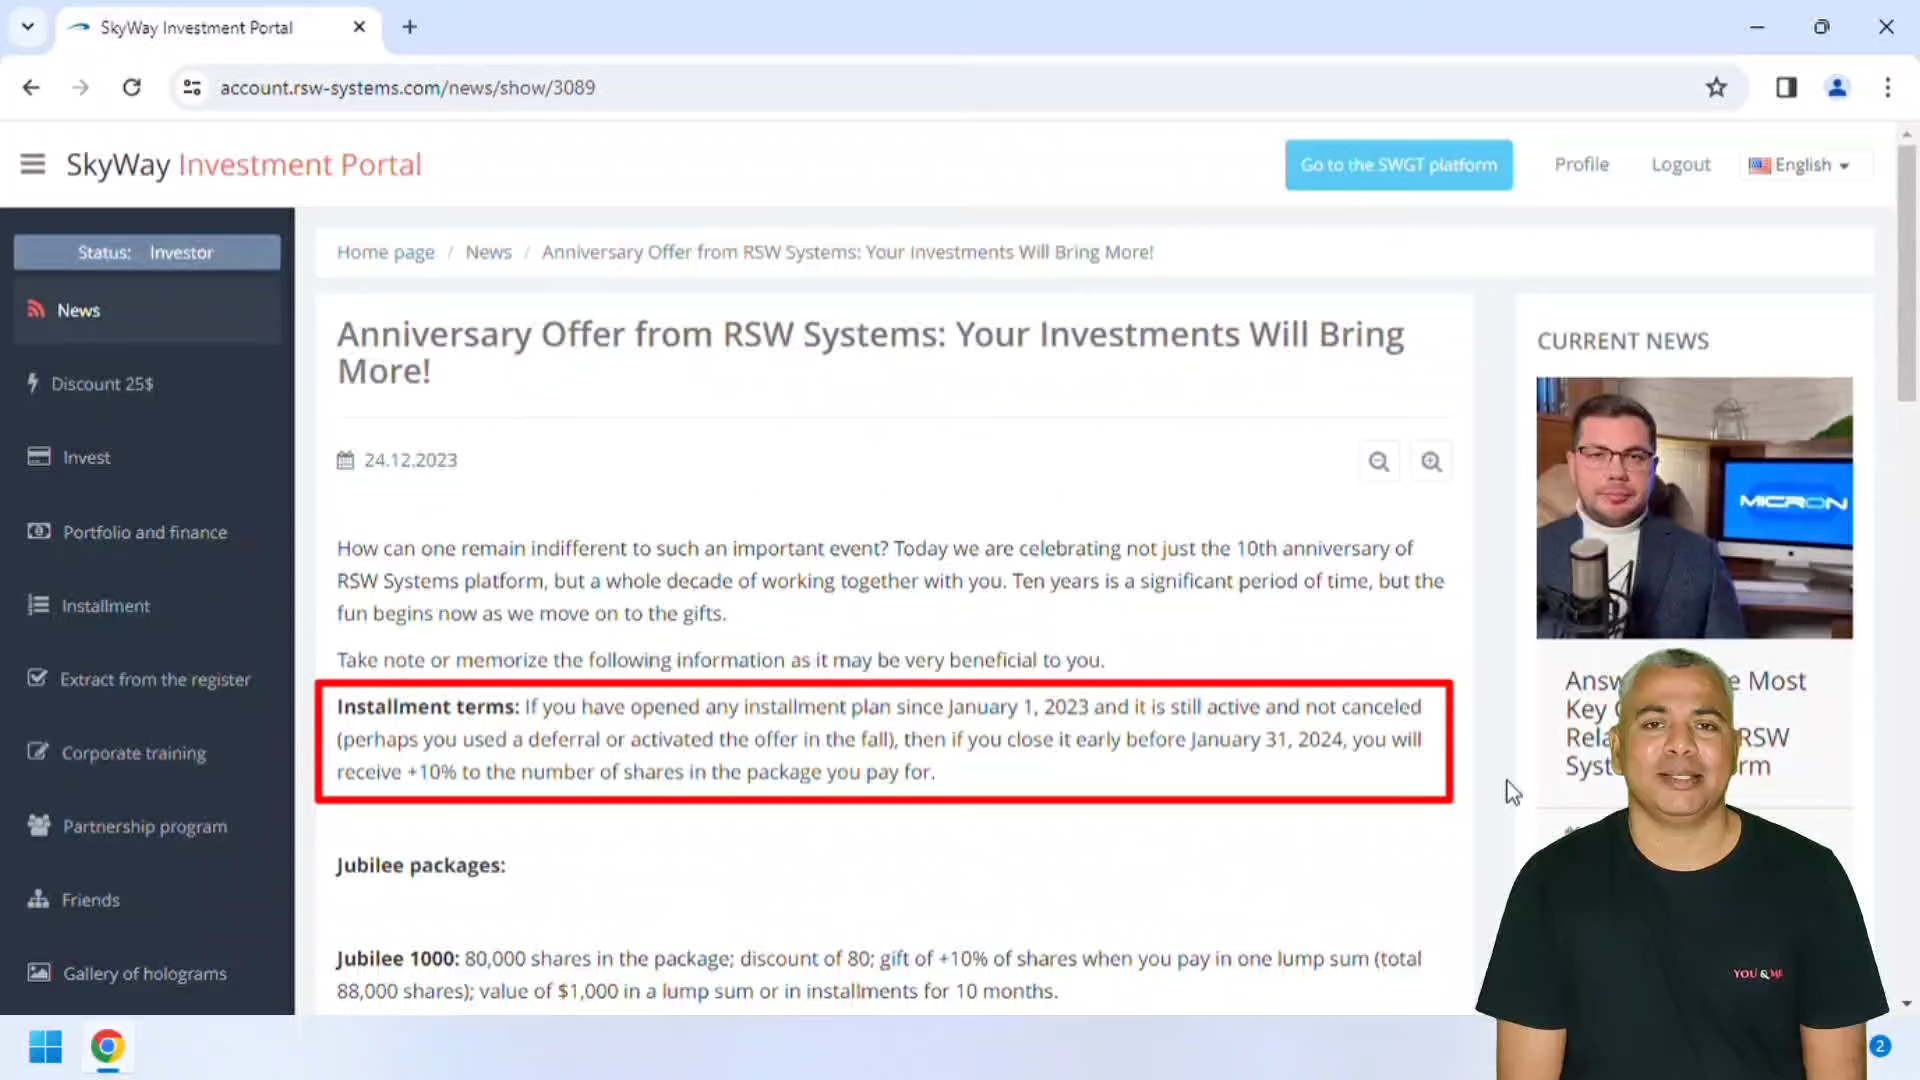 SkyWay Investment Portal
account.rsw-systems.com/news/show/3089
SkyWay Investment Portal
Go to the SWGT platform
Profile
Logout
English
Status: Investor
News
Discount 25$
Invest
Portfolio and finance
Installment
Extract from the register
Corporate training
Partnership program
Friends
Gallery of holograms
Home page / News / Anniversary Offer from RSW Systems: Your Investments Will Bring More!
Anniversary Offer from RSW Systems: Your Investments Will Bring
More!
24.12.2023
How can one remain indifferent to such an important event? Today we are celebrating not just the 10th anniversary of
RSW Systems platform, but a whole decade of working together with you. Ten years is a significant period of time, but the
fun begins now as we move on to the gifts.
Take note or memorize the following information as it may be very beneficial to you.
Installment terms: If you have opened any installment plan since January 1, 2023 and it is still active and not canceled
(perhaps you used a deferral or activated the offer in the fall), then if you close it early before January 31, 2024, you will
receive +10% to the number of shares in the package you pay for.
Jubilee packages:
Jubilee 1000: 80,000 shares in the package; discount of 80; gift of +10% of shares when you pay in one lump sum (total
88,000 shares); value of $1,000 in a lump sum or in installments for 10 months.
CURRENT NEWS
MICRON
Most
Key
RSW
YOU & ME
2